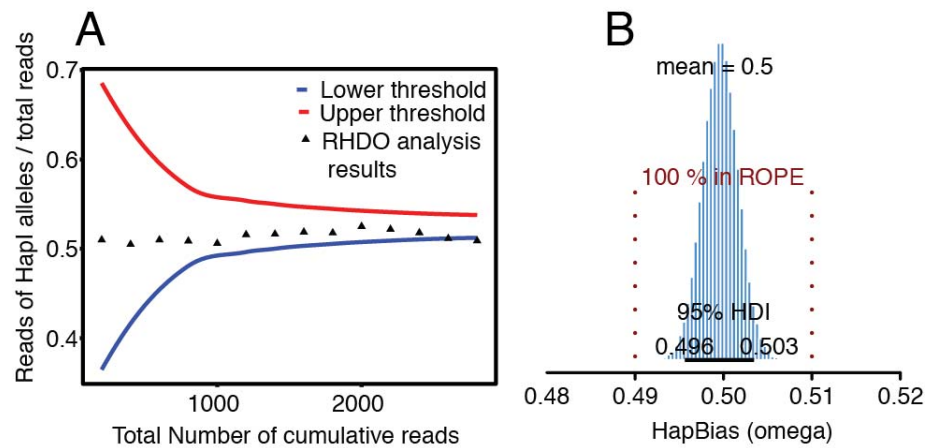 A
Reads of HapI alleles / total reads
0.7
0.6
0.5
0.4
Lower threshold
Upper threshold
RHDO analysis
results
1000
2000
Total Number of cumulative reads
B
mean = 0.5
100 % in ROPE
95% HDI
0.496
0.503
0.48
0.49
0.50
0.51
0.52
HapBias (omega)